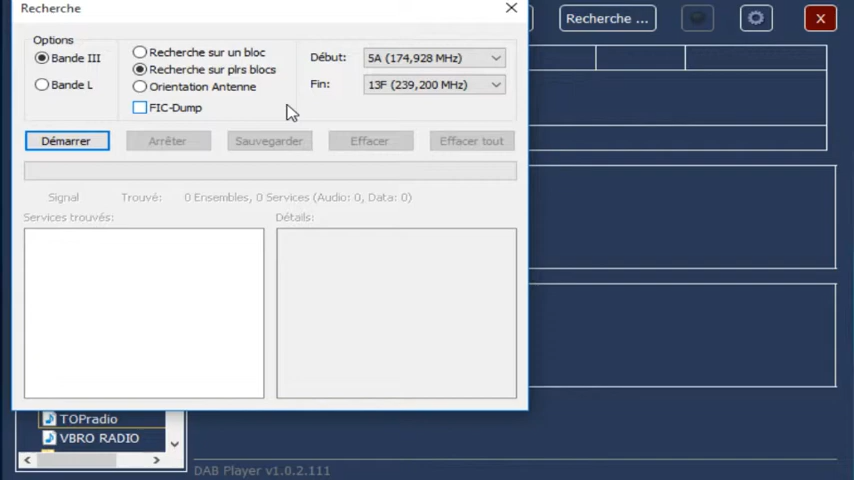 Recherche
Recherche ...
X
Options
Bande III
Bande L
Recherche sur un bloc
Recherche sur plrs blocs
Orientation Antenne
FIC-Dump
Début: 5A (174,928 MHz)
Fin: 13F (239,200 MHz)
Démarrer Arrêter Sauvegarder Effacer Effacer tout
Signal Trouvé: 0 Ensembles, 0 Services (Audio: 0, Data: 0)
Services trouvés: Détails:
TOPradio
VBRO RADIO
DAB Player v1.0.2.111